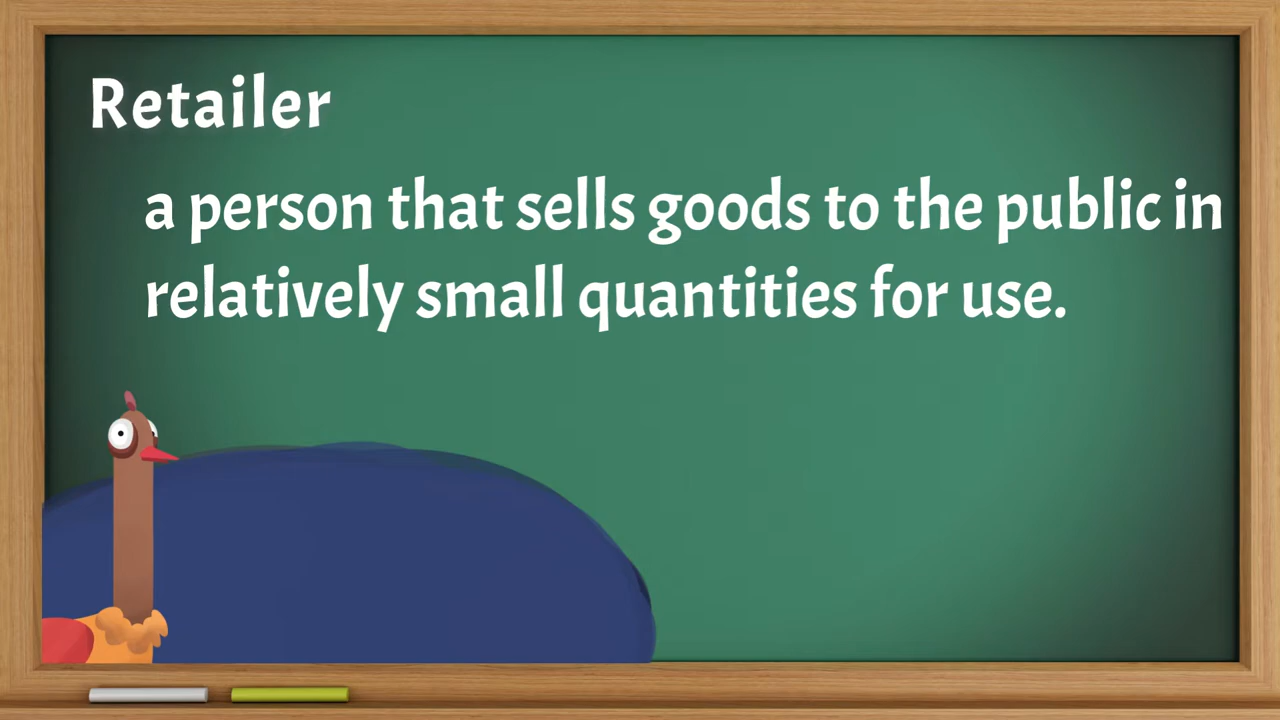 Retailer
a person that sells goods to the public in
relatively small quantities for use.